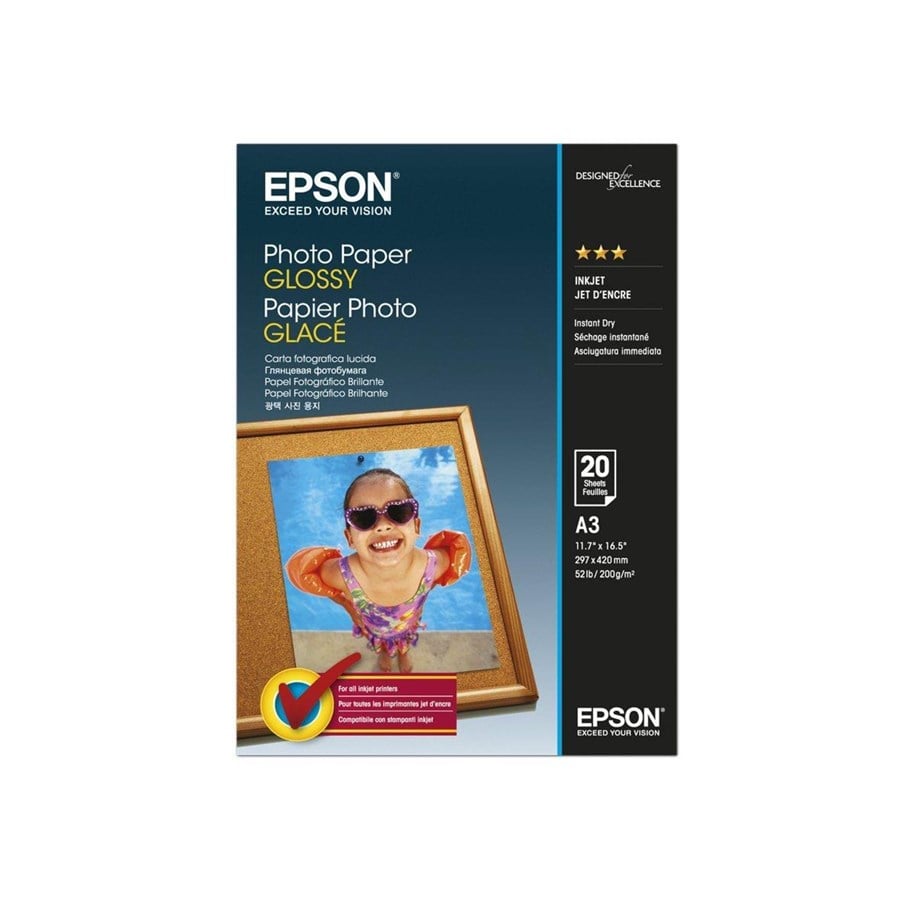 EPSON®
EXCEED YOUR VISION
Photo Paper
GLOSSY
Papier Photo
GLACÉ
Carta fotografica lucida
Глянцевая фотобумага
Papel Fotográfico Brillante
Papel Fotográfico Brilhante
광택 사진 용지
For all inkjet printers
Pour toutes les imprimantes jet d'encre
Compatibile con stampanti inkjet
DESIGNED for
EXCELLENCE
INKJET
JET D'ENCRE
Instant Dry
Séchage instantané
Asciugatura immediata
20
Sheets
Feuilles
A3
11.7" x 16.5"
297 x 420 mm
52 lb / 200 g/m²
EPSON®
EXCEED YOUR VISION